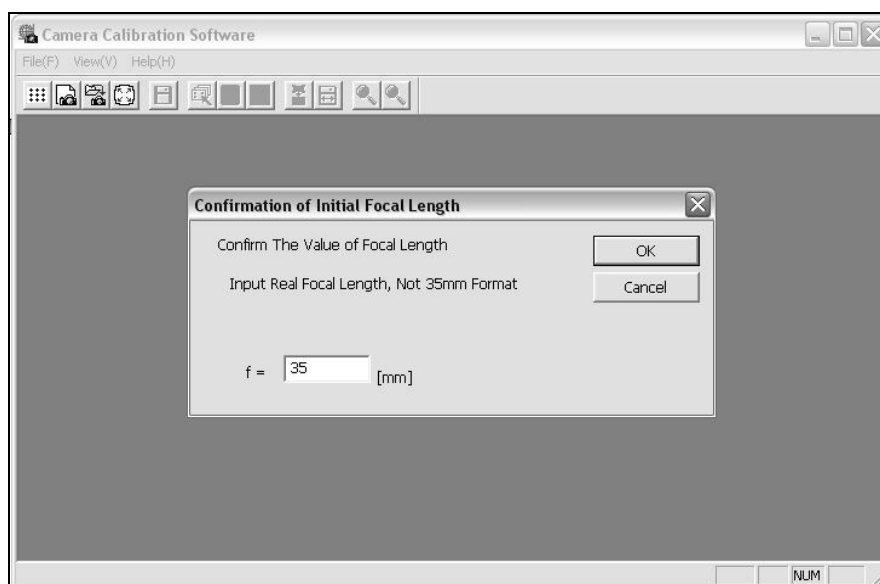 Camera Calibration Software
File(F) View(V) Help(H)
Confirmation of Initial Focal Length
Confirm The Value of Focal Length
OK
Input Real Focal Length, Not 35mm Format
Cancel
f = 35 [mm]
NUM